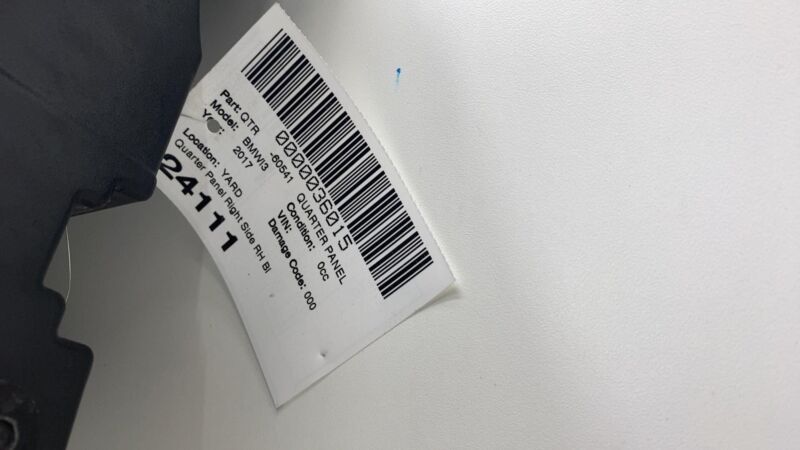 0000036015
Part: QTR -60541 QUARTER PANEL
Model: BMWI3 Condition: 0cc
2017 VIN:
Damage Code: 000
Location: YARD
Quarter Panel Right Side RH Bl
24111